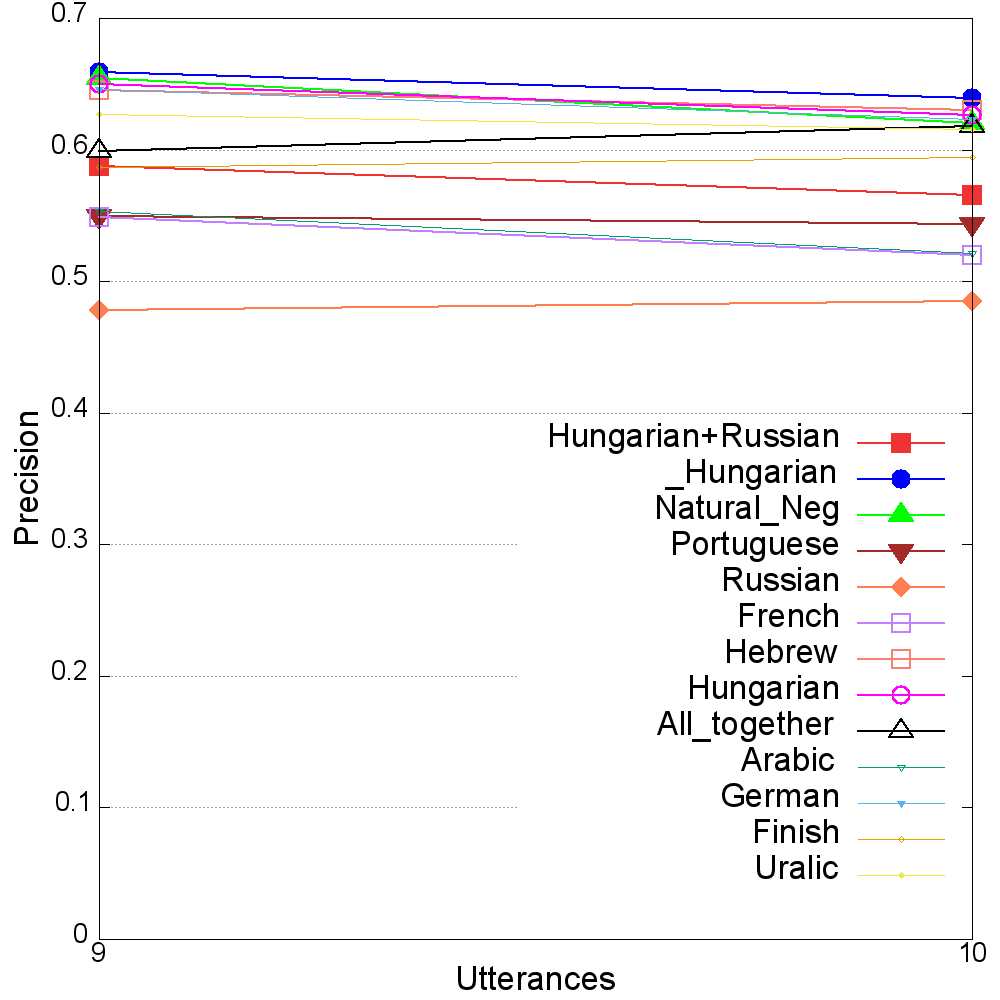 0.7
0.6
0.5
0.4
0.3
0.2
0.1
0
Precision
Hungarian+Russian
_Hungarian
Natural_Neg
Portuguese
Russian
French
Hebrew
Hungarian
All_together
Arabic
German
Finish
Uralic
9
10
Utterances